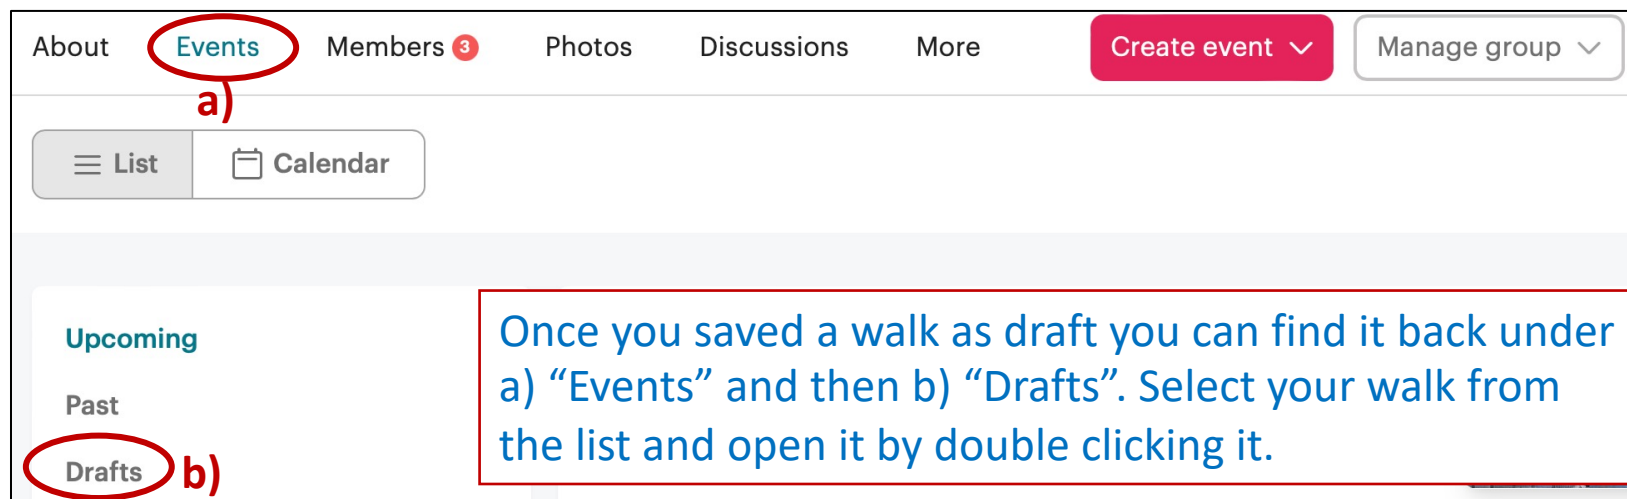 About Events Members 3 Photos Discussions More Create event Manage group
a)
List Calendar
Upcoming
Past
Drafts b)
Once you saved a walk as draft you can find it back under
a) “Events” and then b) “Drafts”. Select your walk from
the list and open it by double clicking it.